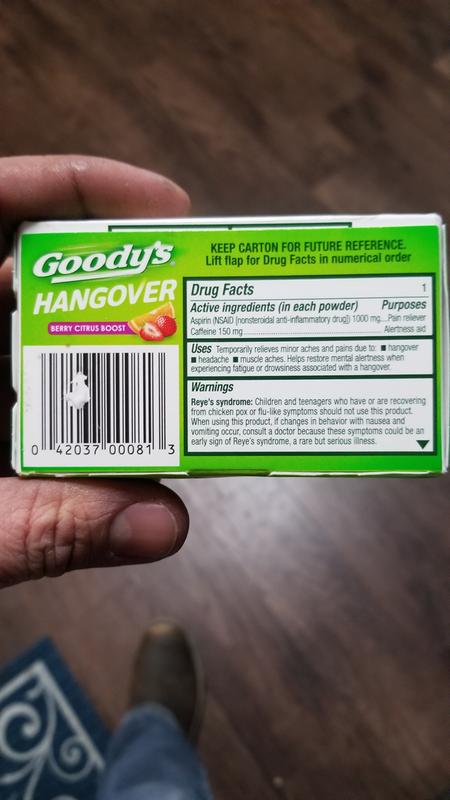 Goody's
HANGOVER
BERRY CITRUS BOOST
0 42037 00081 3
KEEP CARTON FOR FUTURE REFERENCE.
Lift flap for Drug Facts in numerical order
Drug Facts 1
Active ingredients (in each powder) Purposes
Aspirin (NSAID [nonsteroidal anti-inflammatory drug]) 1000 mg...Pain reliever
Caffeine 150 mg Alertness aid
Uses Temporarily relieves minor aches and pains due to: ■ hangover
■ headache ■ muscle aches. Helps restore mental alertness when
experiencing fatigue or drowsiness associated with a hangover.
Warnings
Reye's syndrome: Children and teenagers who have or are recovering
from chicken pox or flu-like symptoms should not use this product.
When using this product, if changes in behavior with nausea and
vomiting occur, consult a doctor because these symptoms could be an
early sign of Reye's syndrome, a rare but serious illness.